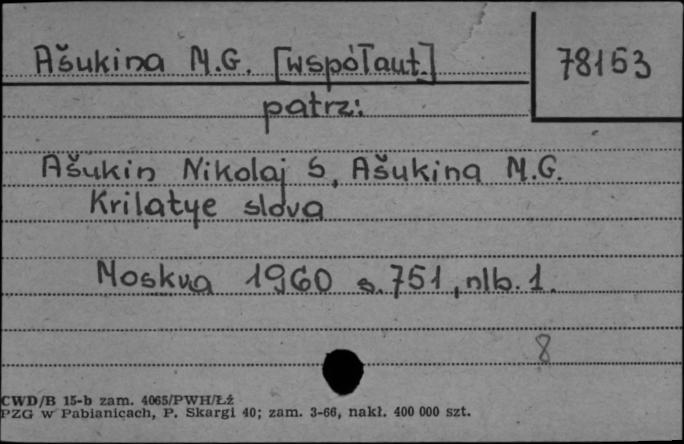 Ašukina M.G. [współaut.]
78153
patrz:
Ašukin Nikolaj S, Ašukina M.G.
Krilatye slova
Moskva 1960 s. 751, nlb. 1.
8
CWD/B 15-b zam. 4065/PWH/Łż
PZG w Pabianicach, P. Skargi 40; zam. 3-66, nakł. 400 000 szt.